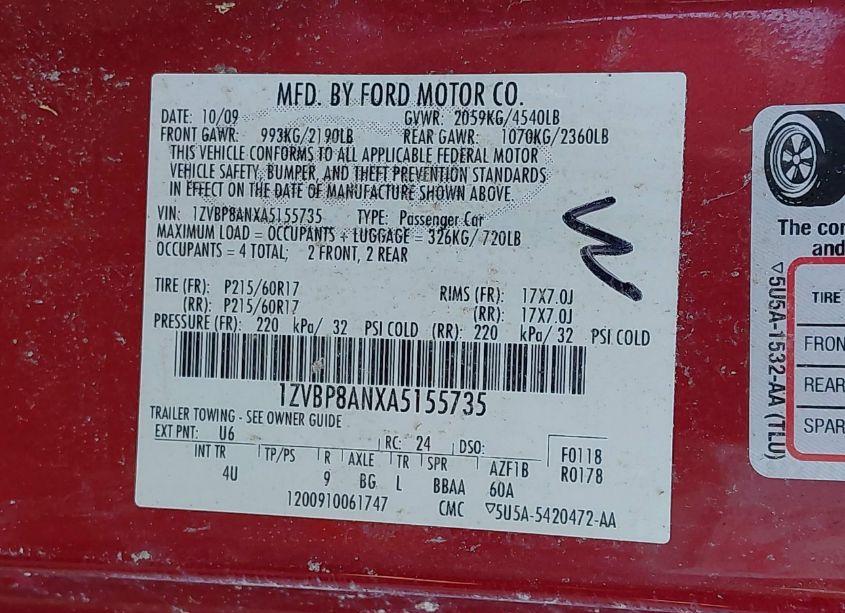 MFD. BY FORD MOTOR CO.
DATE: 10/09 GVWR: 2059KG/4540LB
FRONT GAWR: 993KG/2190LB REAR GAWR: 1070KG/2360LB
THIS VEHICLE CONFORMS TO ALL APPLICABLE FEDERAL MOTOR
VEHICLE SAFETY, BUMPER, AND THEFT PREVENTION STANDARDS
IN EFFECT ON THE DATE OF MANUFACTURE SHOWN ABOVE.
VIN: 1ZVBP8ANXA5155735 TYPE: Passenger Car
MAXIMUM LOAD = OCCUPANTS + LUGGAGE = 326KG/ 720LB
OCCUPANTS = 4 TOTAL; 2 FRONT, 2 REAR
TIRE (FR): P215/60R17 RIMS (FR): 17X7.0J
(RR): P215/60R17 (RR): 17X7.0J
PRESSURE (FR): 220 kPa/ 32 PSI COLD (RR): 220 kPa/ 32 PSI COLD
1ZVBP8ANXA5155735
TRAILER TOWING - SEE OWNER GUIDE
EXT PNT: U6 RC: 24 DSO: F0118
INT TR TP/PS R AXLE TR SPR AZF1B R0178
4U 9 BG L BBAA 60A
1200910061747 CMC ▽5U5A-5420472-AA
The con
and
TIRE
FRON
REAR
SPAR
▽5U5A-1532-AA (TLU)